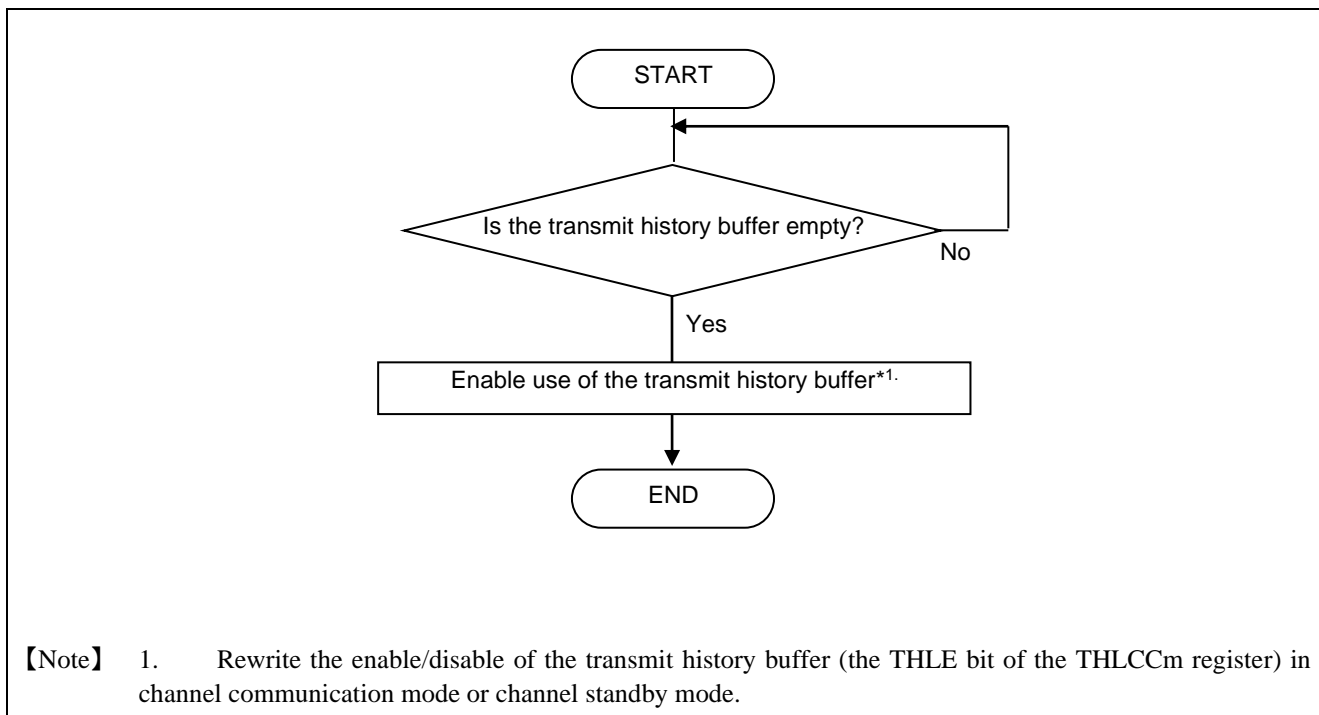 START
Is the transmit history buffer empty?
No
Yes
Enable use of the transmit history buffer*1.
END
【Note】 1. Rewrite the enable/disable of the transmit history buffer (the THLE bit of the THLCCm register) in
channel communication mode or channel standby mode.